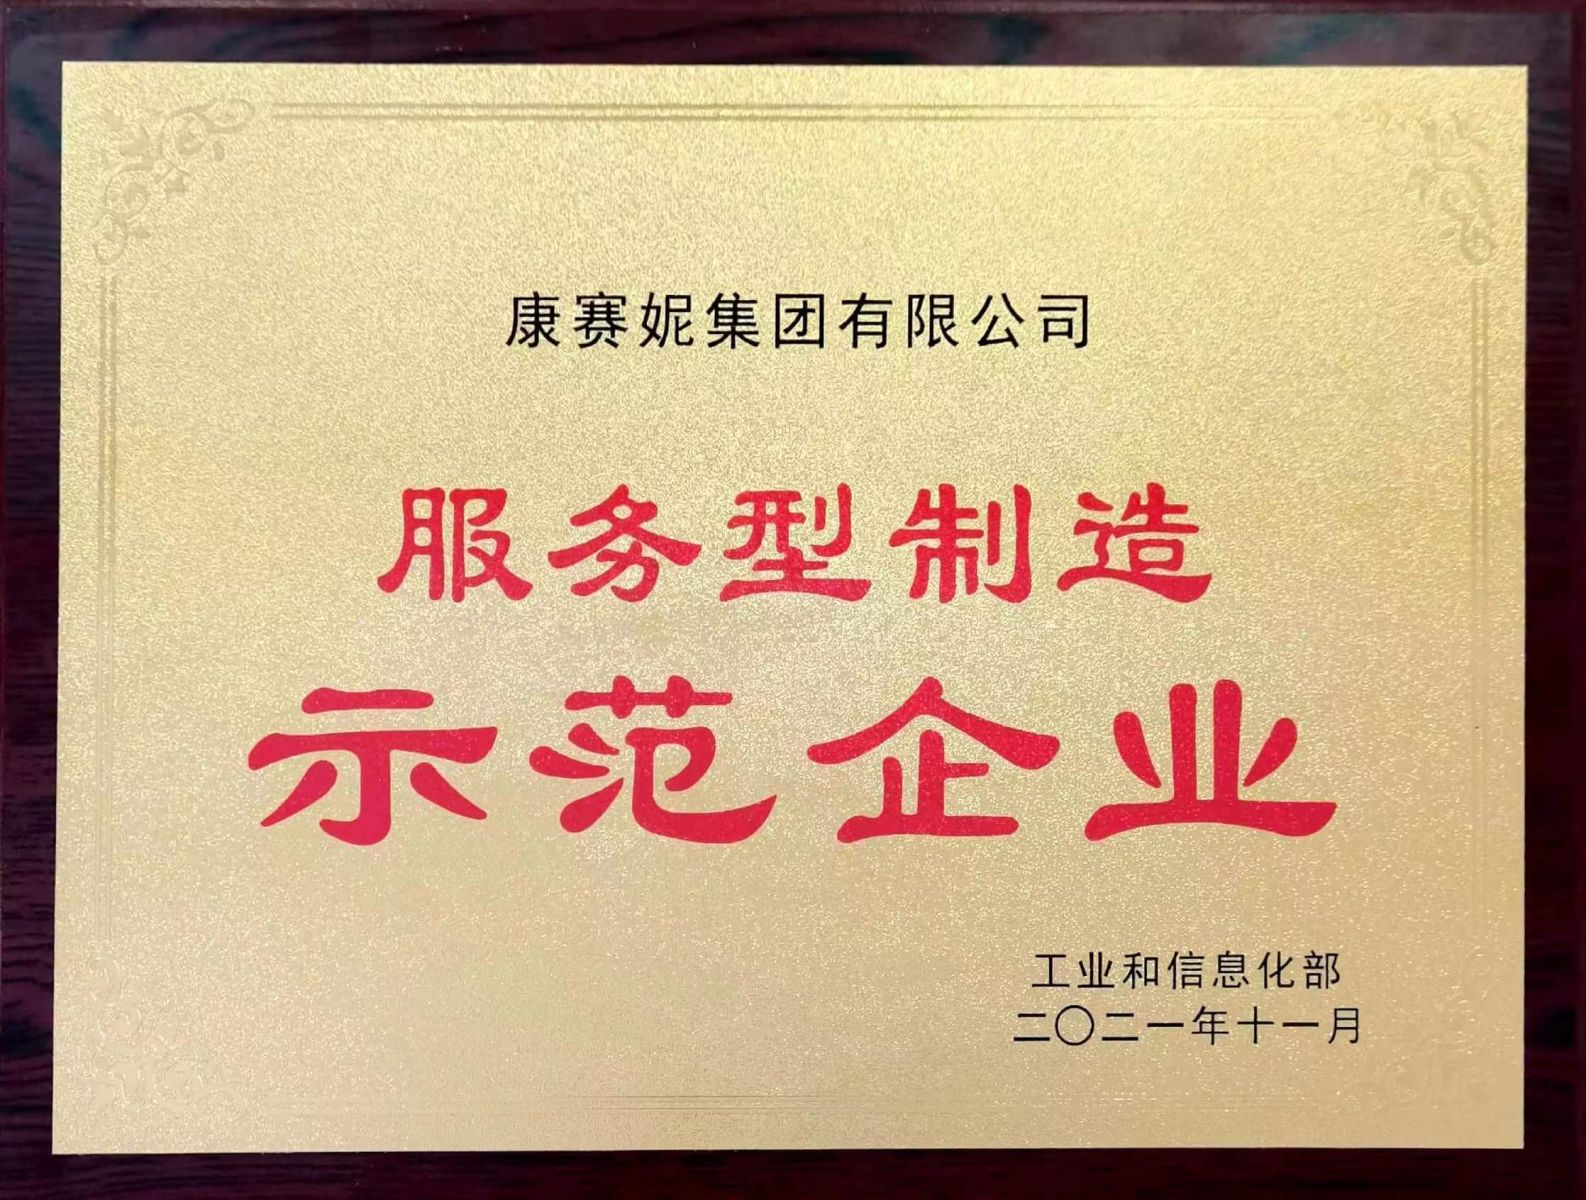 康赛妮集团有限公司
服务型制造
示范企业
工业和信息化部
二〇二一年十一月